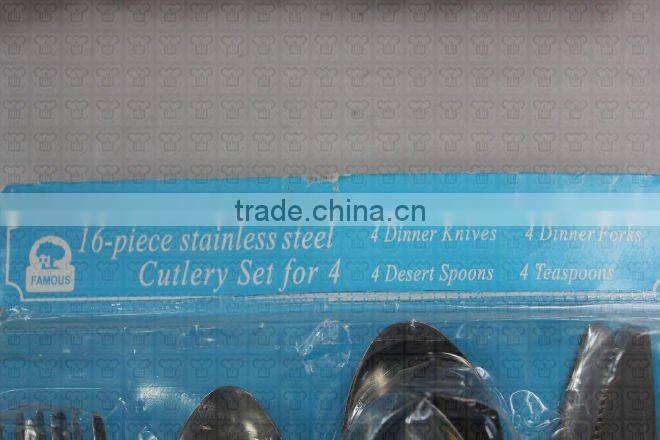 trade.china.cn
16-piece stainless steel
Cutlery Set for 4
4 Dinner Knives 4 Dinner Forks
4 Desert Spoons 4 Teaspoons
FAMOUS